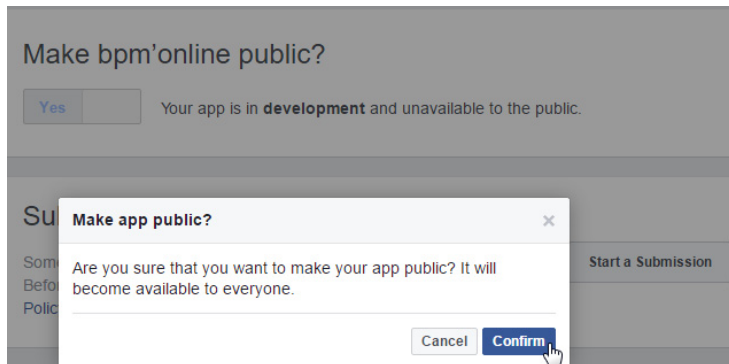 Make bpm'online public?
Yes
Your app is in development and unavailable to the public.
Make app public?
×
Start a Submission
Are you sure that you want to make your app public? It will
become available to everyone.
Cancel Confirm